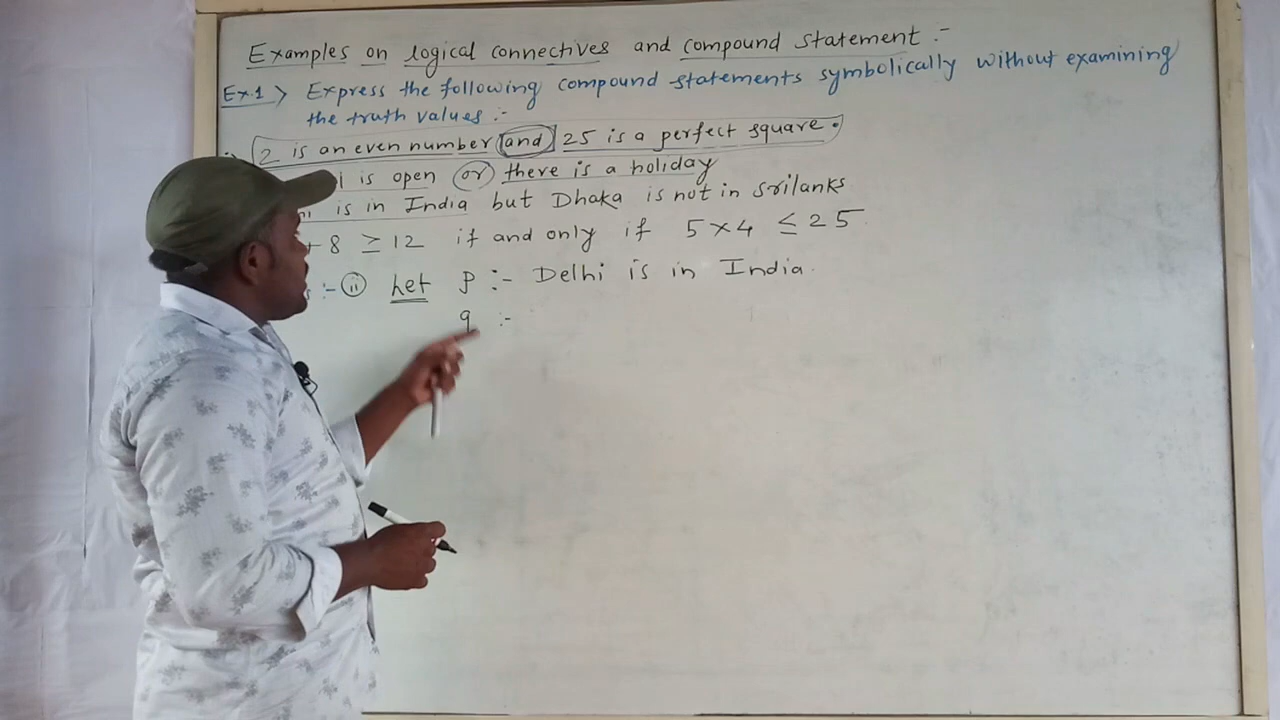 Examples on logical connectives and compound statement :-
Ex.1> Express the following compound statements symbolically without examining
the truth values :-
2 is an even number and 25 is a perfect square.
is open or there is a holiday
is in India but Dhaka is not in Srilanks
+ 8 ≥ 12 if and only if 5 × 4 ≤ 25.
:- ii Let p :- Delhi is in India.
q :-